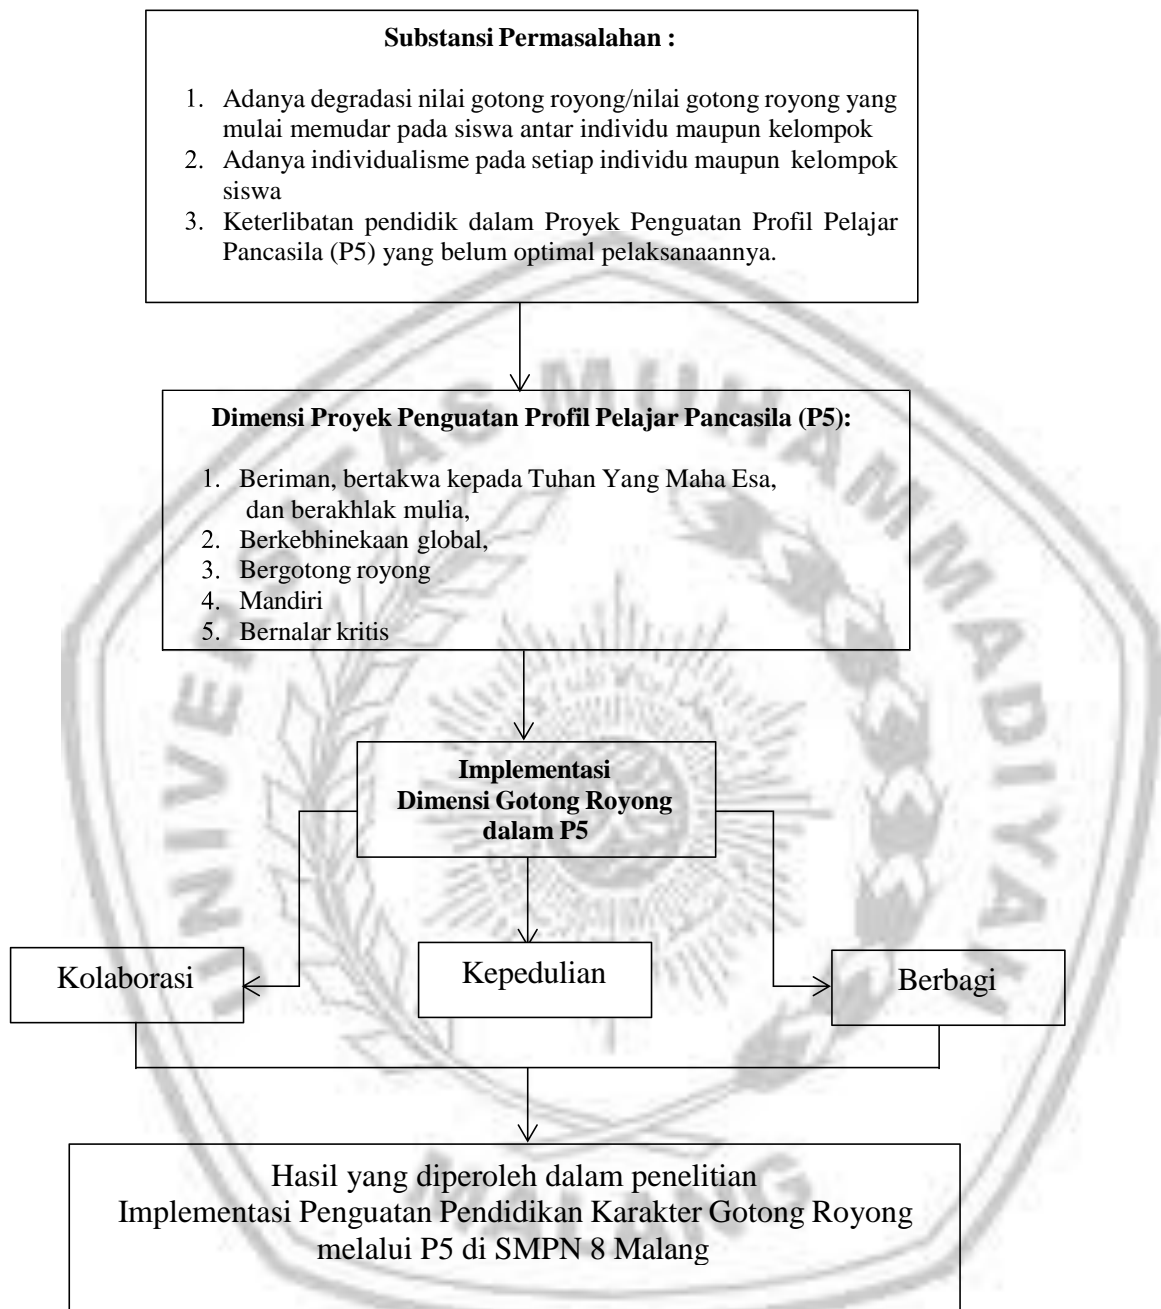 Substansi Permasalahan :
1. Adanya degradasi nilai gotong royong/nilai gotong royong yang
mulai memudar pada siswa antar individu maupun kelompok
2. Adanya individualisme pada setiap individu maupun kelompok
siswa
3. Keterlibatan pendidik dalam Proyek Penguatan Profil Pelajar
Pancasila (P5) yang belum optimal pelaksanaannya.
Dimensi Proyek Penguatan Profil Pelajar Pancasila (P5):
1. Beriman, bertakwa kepada Tuhan Yang Maha Esa,
dan berakhlak mulia,
2. Berkebhinekaan global,
3. Bergotong royong
4. Mandiri
5. Bernalar kritis
Implementasi
Dimensi Gotong Royong
dalam P5
Kolaborasi
Kepedulian
Berbagi
Hasil yang diperoleh dalam penelitian
Implementasi Penguatan Pendidikan Karakter Gotong Royong
melalui P5 di SMPN 8 Malang
UNIVERSITAS MUHAMMADIYAH
MALANG